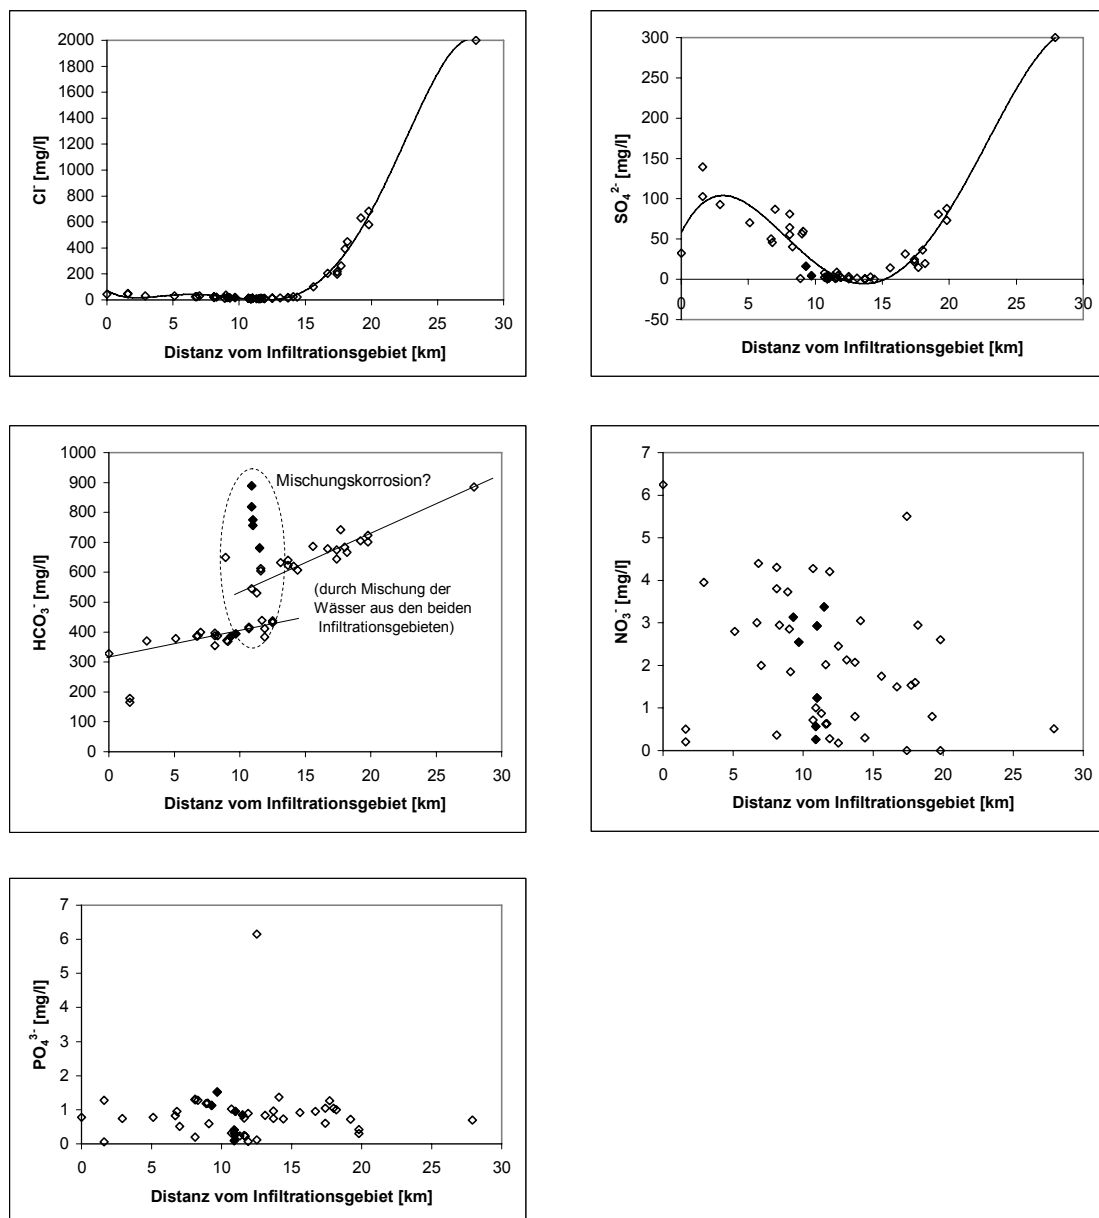 2000
1800
1600
1400
1200
1000
800
600
400
200
0
Cl⁻ [mg/l]
0 5 10 15 20 25 30
Distanz vom Infiltrationsgebiet [km]
300
250
200
150
100
50
0
-50
SO₄²⁻ [mg/l]
0 5 10 15 20 25 30
Distanz vom Infiltrationsgebiet [km]
1000
900
800
700
600
500
400
300
200
100
0
HCO₃⁻ [mg/l]
Mischungskorrosion?
(durch Mischung der
Wässer aus den beiden
Infiltrationsgebieten)
0 5 10 15 20 25 30
Distanz vom Infiltrationsgebiet [km]
7
6
5
4
3
2
1
0
NO₃⁻ [mg/l]
0 5 10 15 20 25 30
Distanz vom Infiltrationsgebiet [km]
7
6
5
4
3
2
1
0
PO₄³⁻ [mg/l]
0 5 10 15 20 25 30
Distanz vom Infiltrationsgebiet [km]